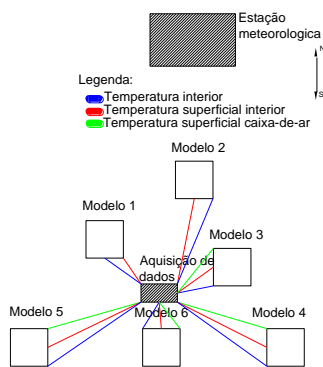 Estação
meteorologica
N
S
Legenda:
Temperatura interior
Temperatura superficial interior
Temperatura superficial caixa-de-ar
Modelo 2
Modelo 1
Modelo 3
Aquisição de
dados
Modelo 5
Modelo 6
Modelo 4